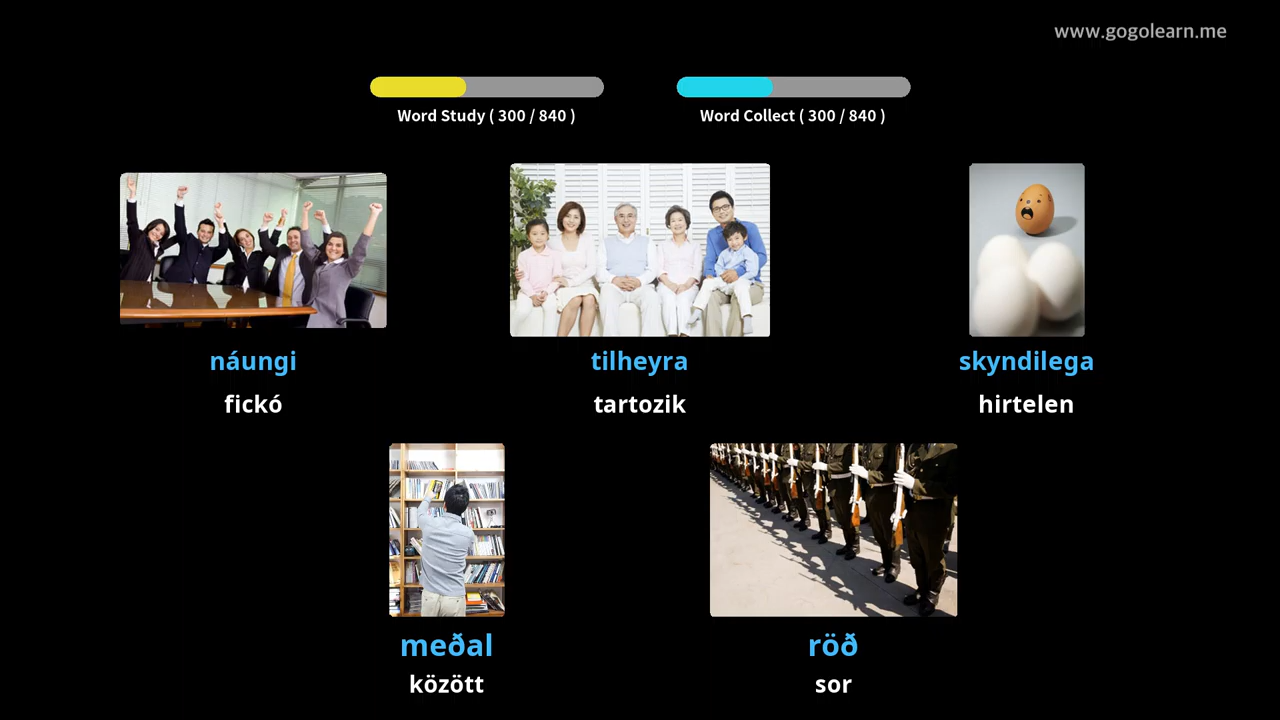 www.gogolearn.me
Word Study ( 300 / 840 )
Word Collect ( 300 / 840 )
náungi
fickó
tilheyra
tartozik
skyndilega
hirtelen
meðal
között
röð
sor